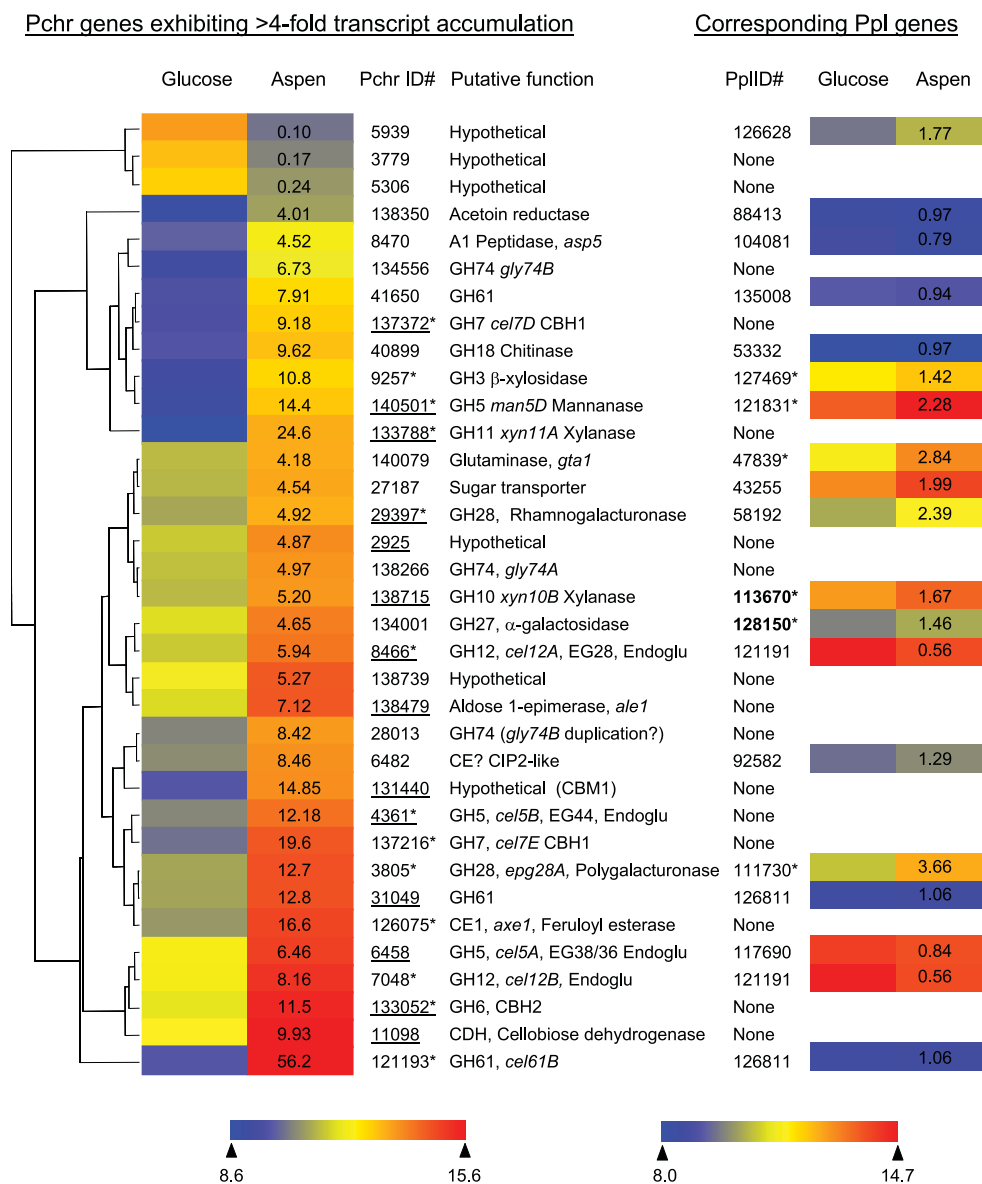 Pchr genes exhibiting >4-fold transcript accumulation Corresponding Ppl genes
Glucose Aspen Pchr ID# Putative function PplID# Glucose Aspen
0.10 5939 Hypothetical 126628 1.77
0.17 3779 Hypothetical None
0.24 5306 Hypothetical None
4.01 138350 Acetoin reductase 88413 0.97
4.52 8470 A1 Peptidase, asp5 104081 0.79
6.73 134556 GH74 gly74B None
7.91 41650 GH61 135008 0.94
9.18 137372* GH7 cel7D CBH1 None
9.62 40899 GH18 Chitinase 53332 0.97
10.8 9257* GH3 β-xylosidase 127469* 1.42
14.4 140501* GH5 man5D Mannanase 121831* 2.28
24.6 133788* GH11 xyn11A Xylanase None
4.18 140079 Glutaminase, gta1 47839* 2.84
4.54 27187 Sugar transporter 43255 1.99
4.92 29397* GH28, Rhamnogalacturonase 58192 2.39
4.87 2925 Hypothetical None
4.97 138266 GH74, gly74A None
5.20 138715 GH10 xyn10B Xylanase 113670* 1.67
4.65 134001 GH27, α-galactosidase 128150* 1.46
5.94 8466* GH12, cel12A, EG28, Endoglu 121191 0.56
5.27 138739 Hypothetical None
7.12 138479 Aldose 1-epimerase, ale1 None
8.42 28013 GH74 (gly74B duplication?) None
8.46 6482 CE? CIP2-like 92582 1.29
14.85 131440 Hypothetical (CBM1) None
12.18 4361* GH5, cel5B, EG44, Endoglu None
19.6 137216* GH7, cel7E CBH1 None
12.7 3805* GH28, epg28A, Polygalacturonase 111730* 3.66
12.8 31049 GH61 126811 1.06
16.6 126075* CE1, axe1, Feruloyl esterase None
6.46 6458 GH5, cel5A, EG38/36 Endoglu 117690 0.84
8.16 7048* GH12, cel12B, Endoglu 121191 0.56
11.5 133052* GH6, CBH2 None
9.93 11098 CDH, Cellobiose dehydrogenase None
56.2 121193* GH61, cel61B 126811 1.06
8.6 15.6 8.0 14.7